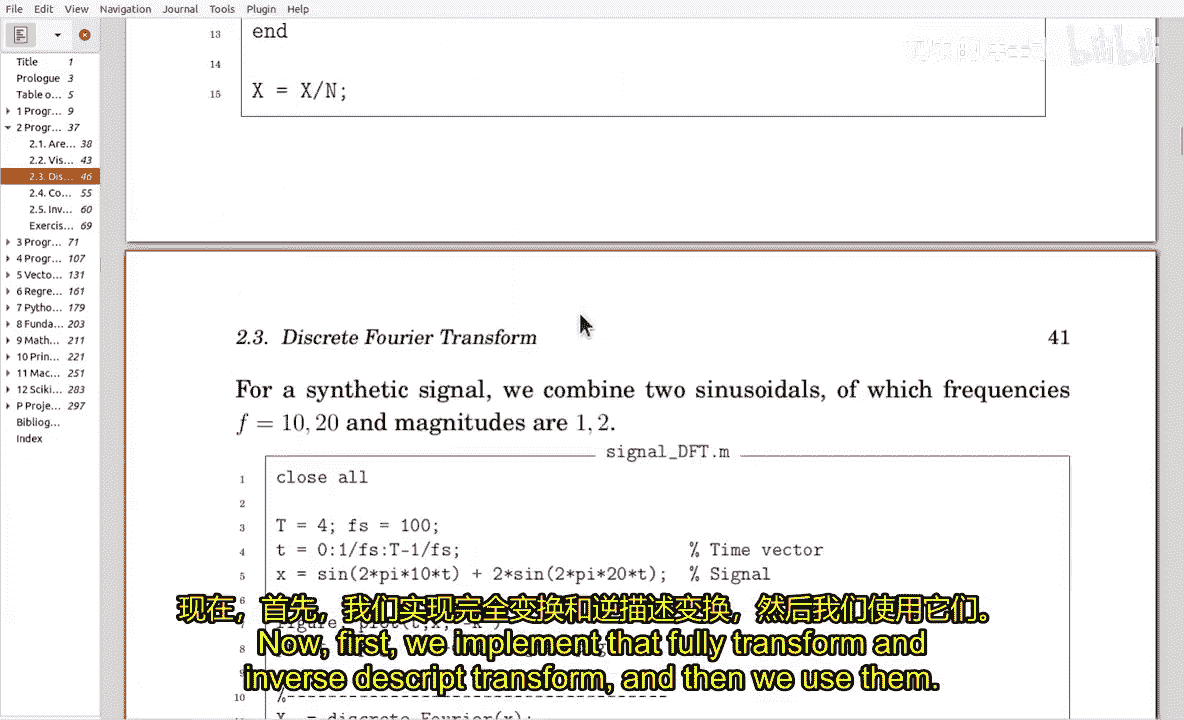 File Edit View Navigation Journal Tools Plugin Help
Title 1
Prologue 3
Table o... 5
1 Progr... 9
2 Progr... 37
2.1. Are... 38
2.2. Vis... 43
2.3. Dis... 46
2.4. Co... 55
2.5. Inv... 60
Exercis... 69
3 Progr... 71
4 Progr... 107
5 Vecto... 131
6 Regre... 161
7 Pytho... 179
8 Funda... 203
9 Math... 211
10 Prin... 221
11 Mac... 251
12 Sciki... 283
P Proje... 297
Bibliog...
Index
bilibili
13 end
14
15 X = X/N;
2.3. Discrete Fourier Transform 41
For a synthetic signal, we combine two sinusoidals, of which frequencies
f = 10, 20 and magnitudes are 1, 2.
signal_DFT.m
1 close all
2
3 T = 4; fs = 100;
4 t = 0:1/fs:T-1/fs; % Time vector
5 x = sin(2*pi*10*t) + 2*sin(2*pi*20*t); % Signal
现在，首先，我们实现完全变换和逆描述变换，然后我们使用它们。
Now, first, we implement that fully transform and
inverse descript transform, and then we use them.
8
10
X = discrete_Fourier(x);